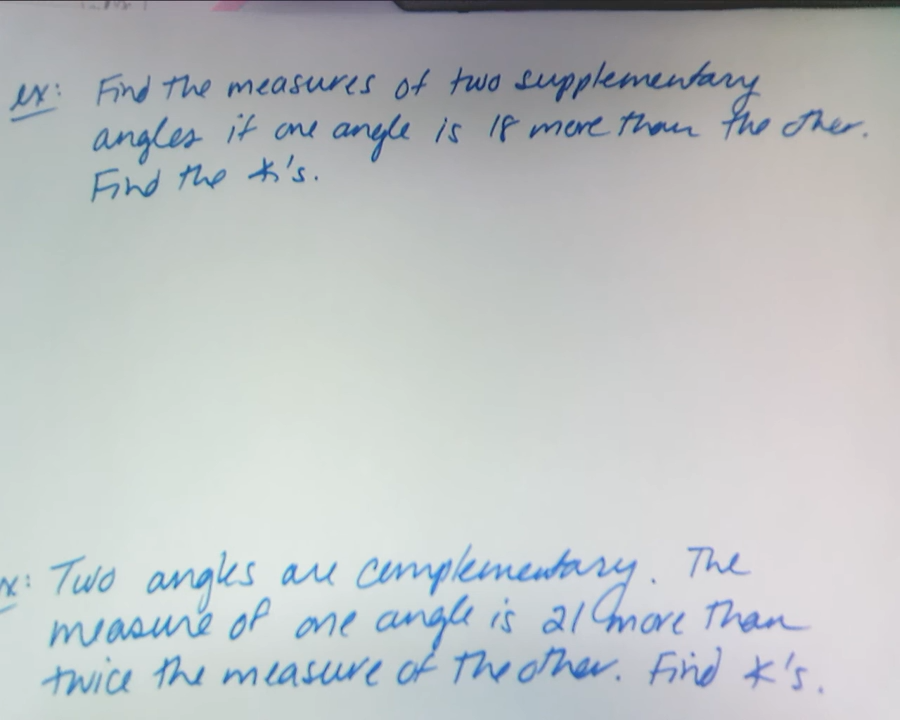 ex: Find the measures of two supplementary
angles if one angle is 18 more than the other.
Find the ∡'s.
x: Two angles are complementary. The
measure of one angle is 21 more than
twice the measure of the other. Find ∡'s.